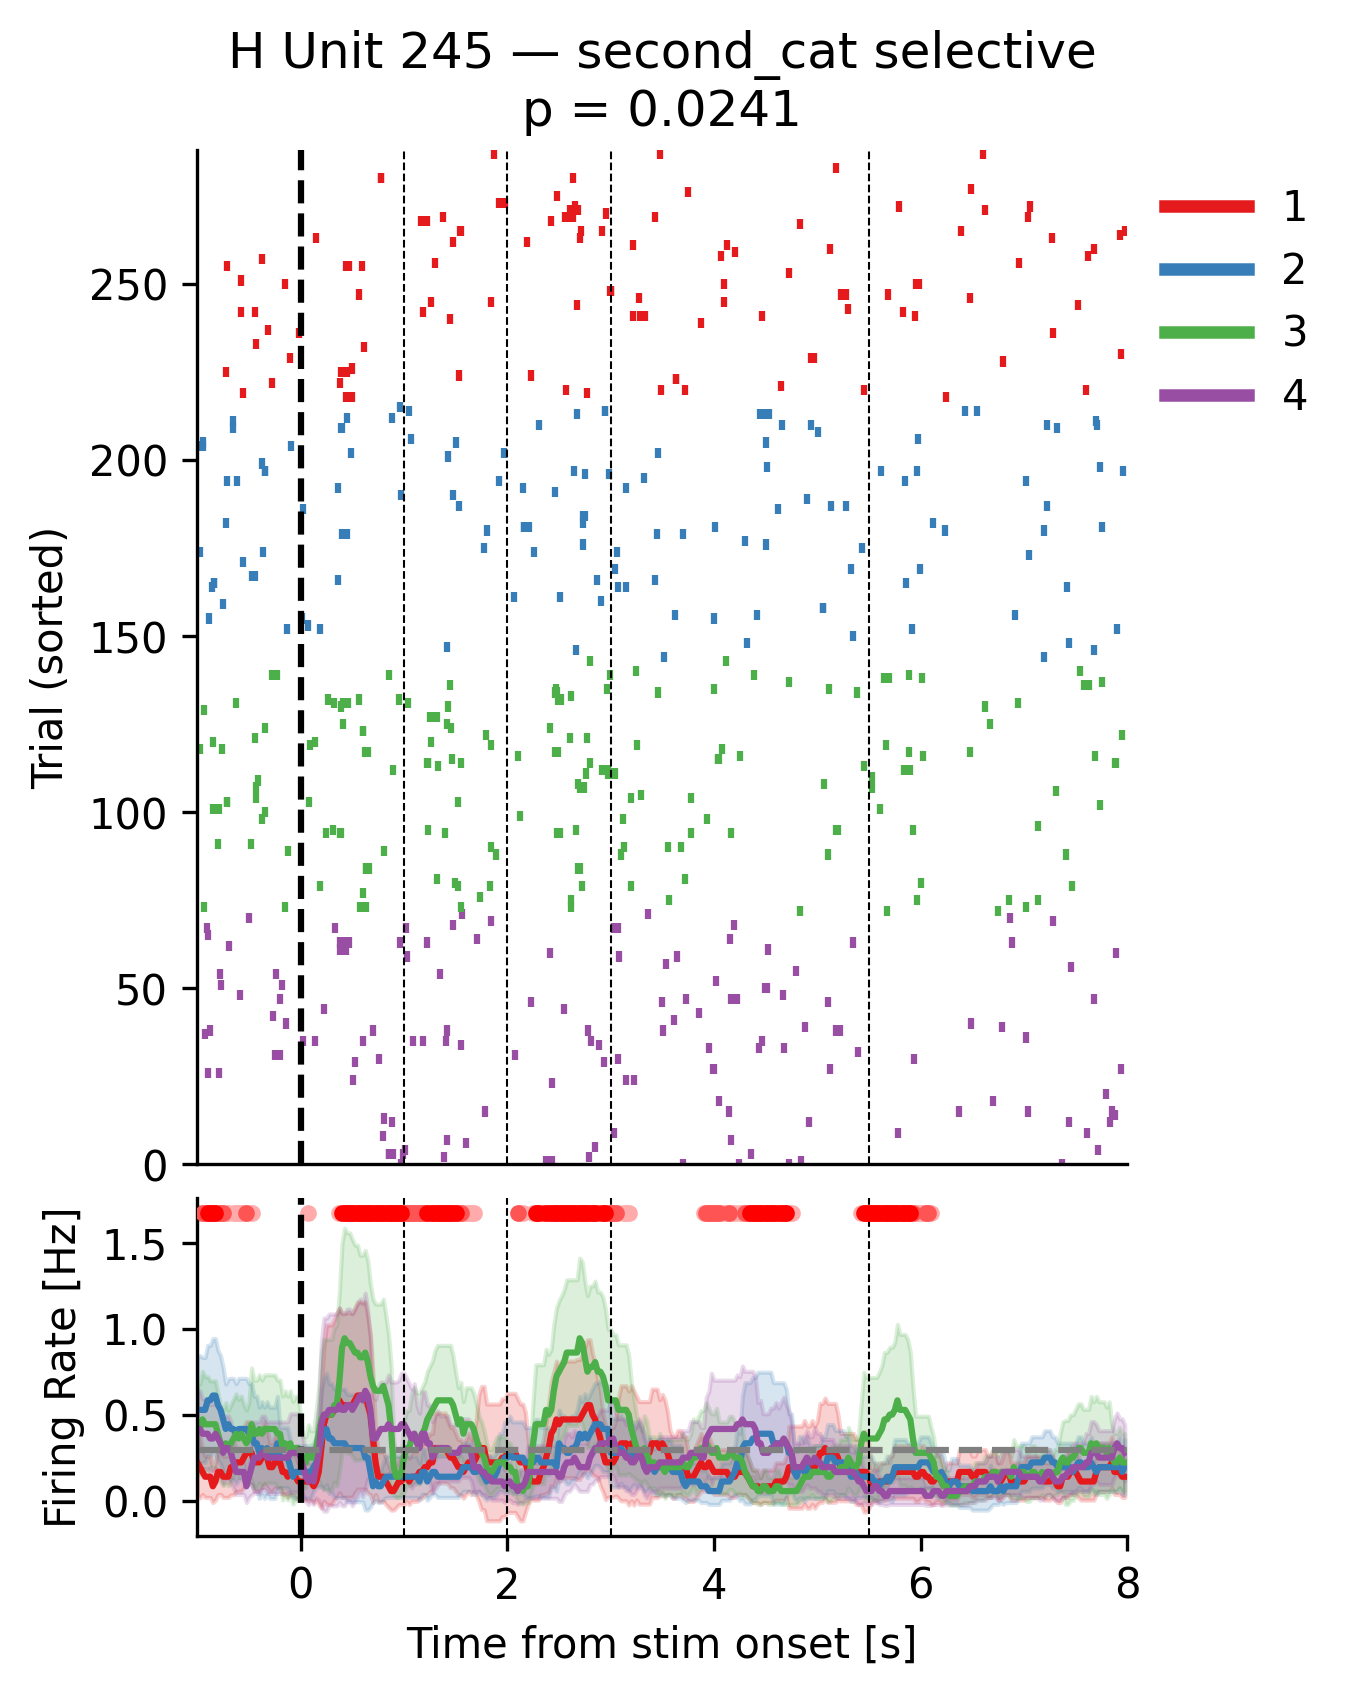 H Unit 245 — second_cat selective
p = 0.0241
1
2
3
4
250
200
150
100
50
0
Trial (sorted)
1.5
1.0
0.5
0.0
Firing Rate [Hz]
0 2 4 6 8
Time from stim onset [s]